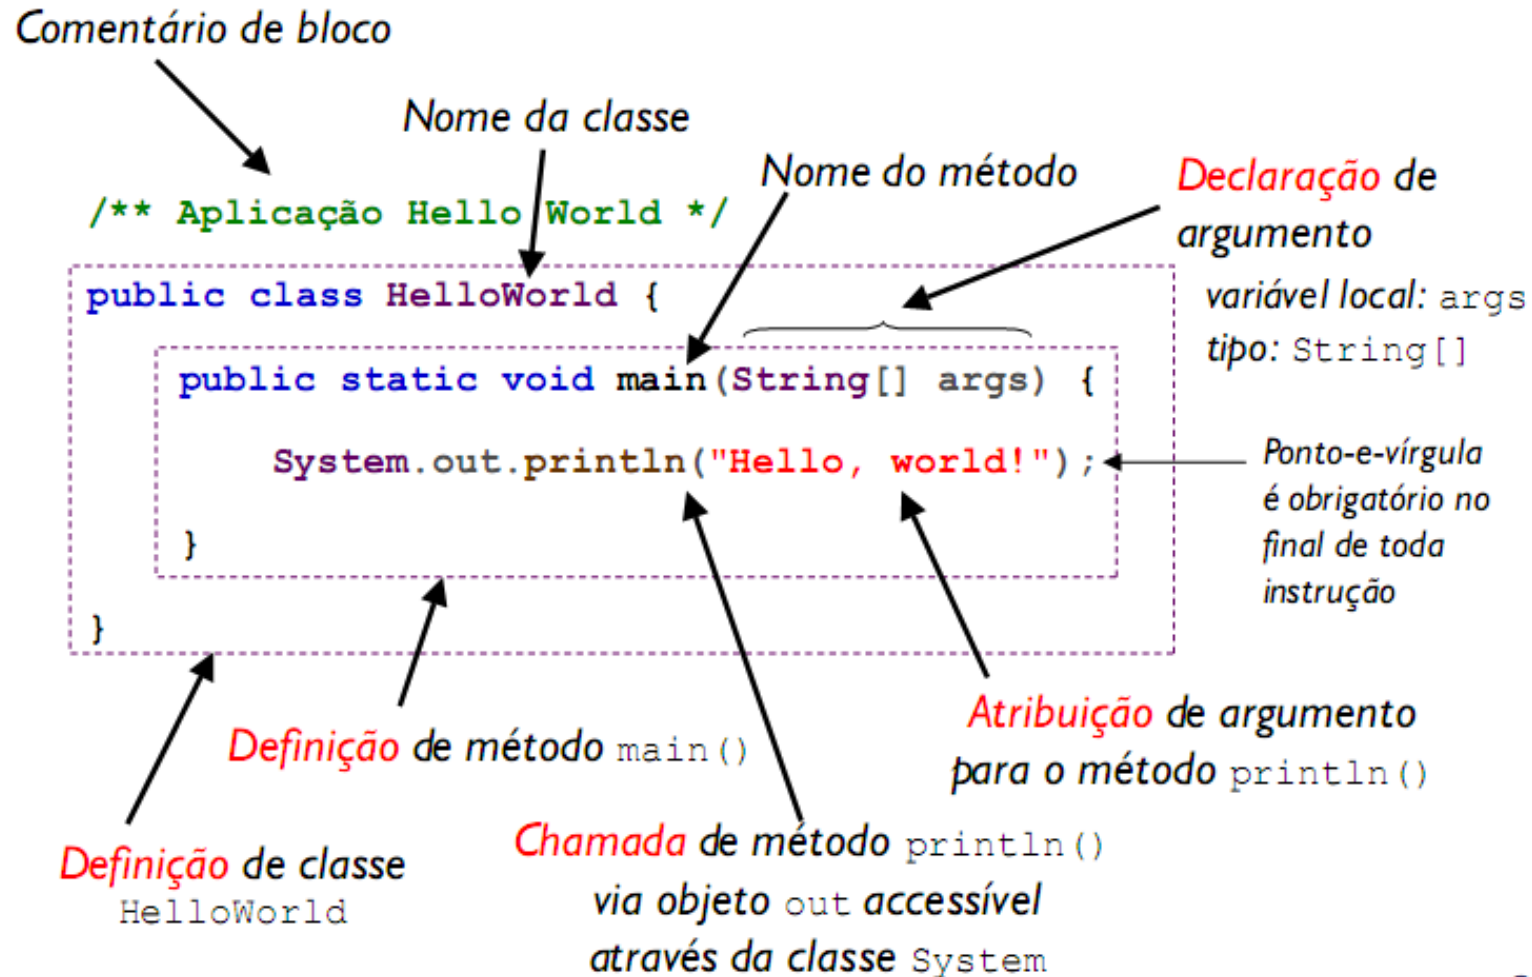 Comentário de bloco
Nome da classe
Nome do método
Declaração de
argumento
variável local: args
tipo: String[]
/** Aplicação Hello World */
public class HelloWorld {
public static void main(String[] args) {
System.out.println("Hello, world!");
}
}
Ponto-e-vírgula
é obrigatório no
final de toda
instrução
Definição de método main()
Atribuição de argumento
para o método println()
Definição de classe
HelloWorld
Chamada de método println()
via objeto out accessível
através da classe System